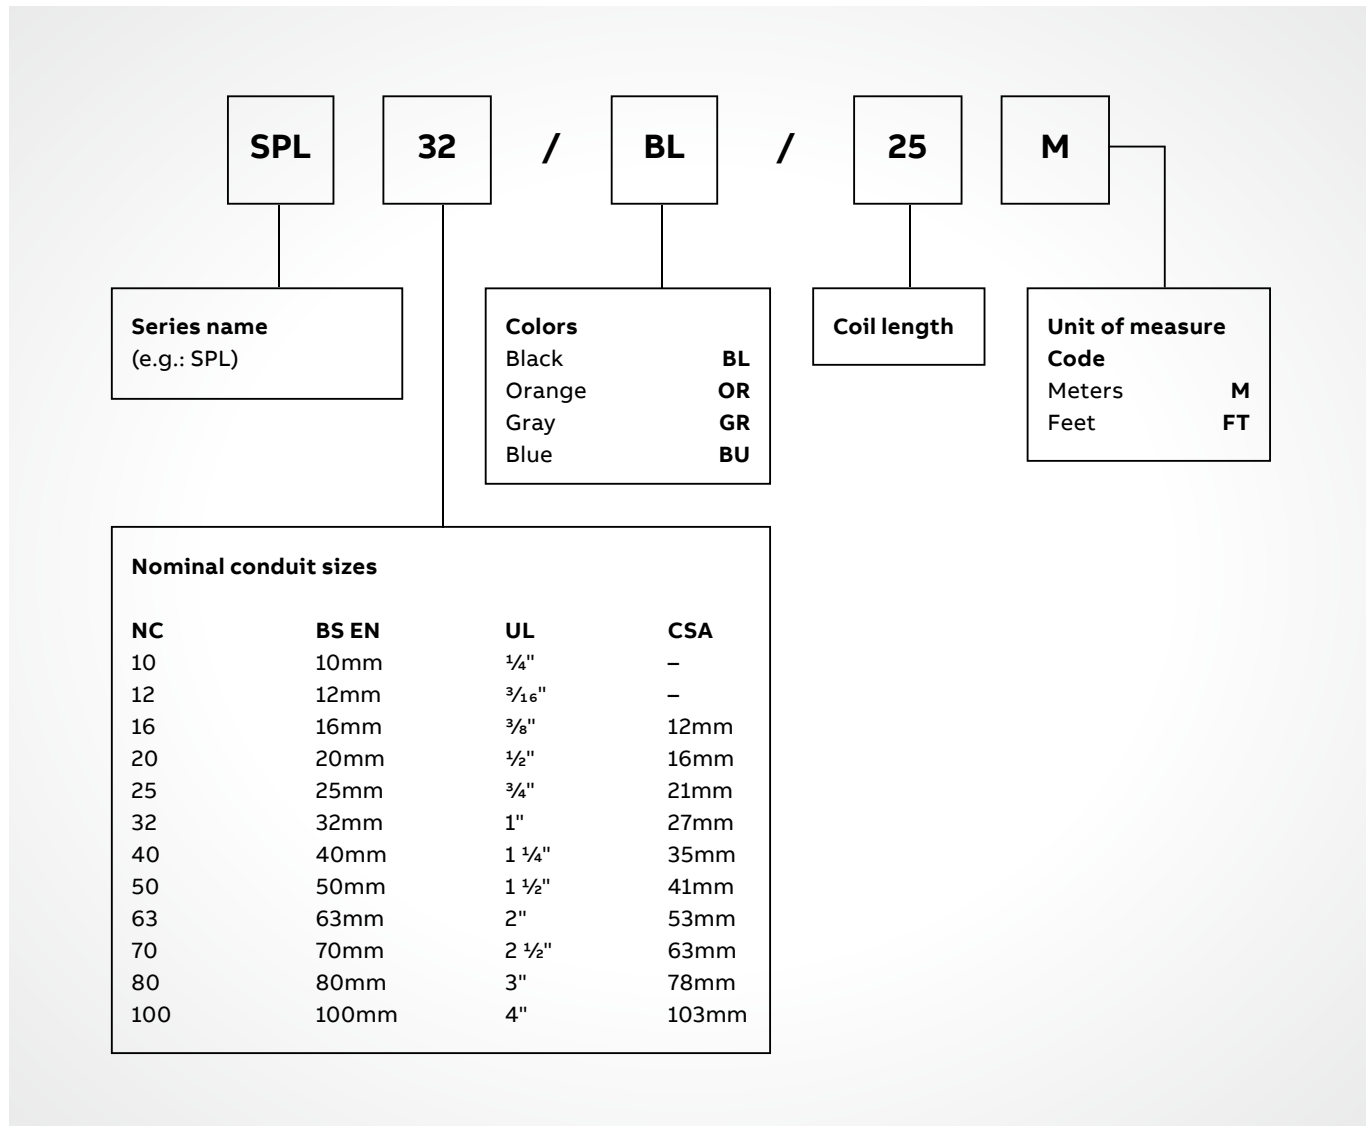 SPL 32 / BL / 25 M
Series name
(e.g.: SPL)
Colors
Black BL
Orange OR
Gray GR
Blue BU
Coil length
Unit of measure
Code
Meters M
Feet FT
Nominal conduit sizes
NC BS EN UL CSA
10 10mm ¼" –
12 12mm ³⁄₁₆" –
16 16mm ⅜" 12mm
20 20mm ½" 16mm
25 25mm ¾" 21mm
32 32mm 1" 27mm
40 40mm 1 ¼" 35mm
50 50mm 1 ½" 41mm
63 63mm 2" 53mm
70 70mm 2 ½" 63mm
80 80mm 3" 78mm
100 100mm 4" 103mm